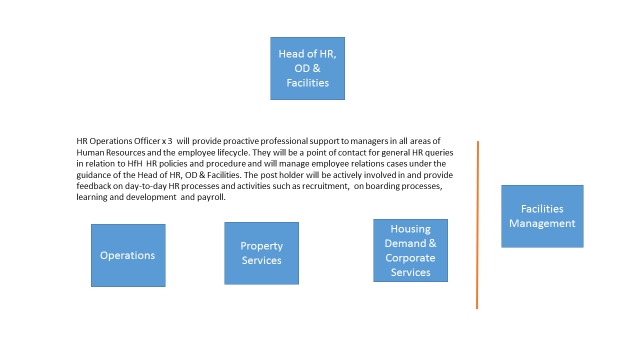 Head of HR,
OD &
Facilities
HR Operations Officer x 3  will provide proactive professional support to managers in all areas of
Human Resources and the employee lifecycle. They will be a point of contact for general HR queries
in relation to HfH  HR policies and procedure and will manage employee relations cases under the
guidance of the Head of HR, OD & Facilities. The post holder will be actively involved in and provide
feedback on day-to-day HR processes and activities such as recruitment,  on boarding processes,
learning and development  and payroll.
Operations
Property
Services
Housing
Demand &
Corporate
Services
Facilities
Management